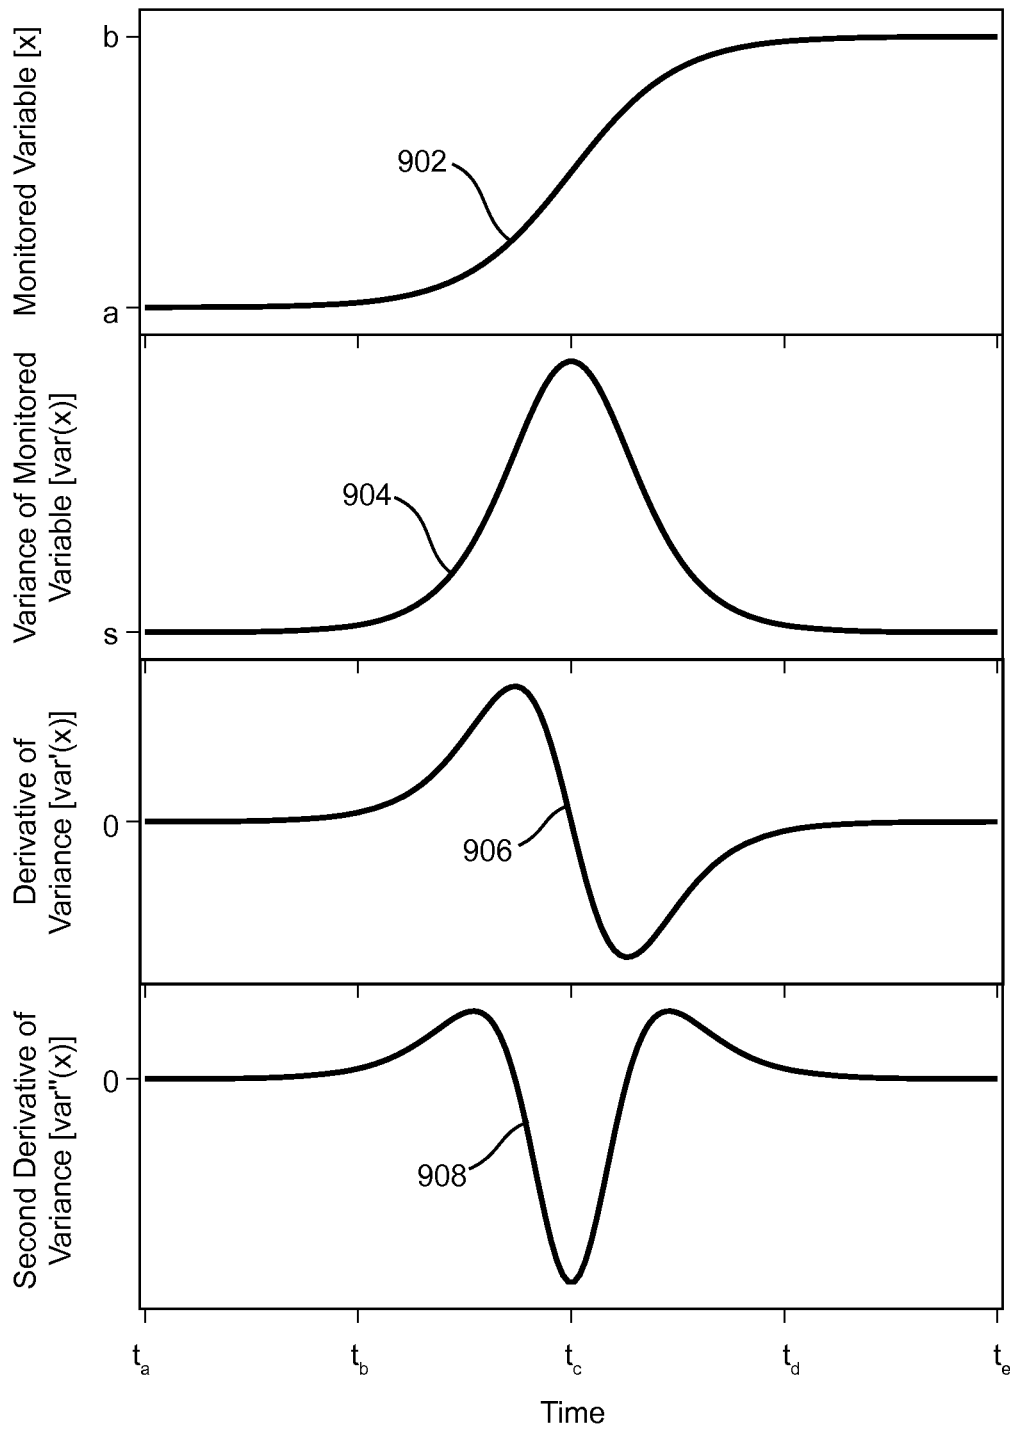 Monitored Variable [x]
b
902
a
Variance of Monitored
Variable [var(x)]
904
s
Derivative of
Variance [var'(x)]
0
906
Second Derivative of
Variance [var"(x)]
0
908
ta tb tc td te
Time